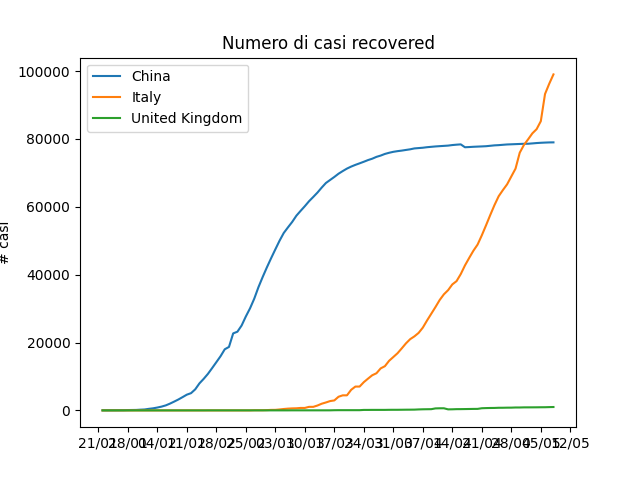 Numero di casi recovered
China
Italy
United Kingdom
100000
80000
60000
40000
20000
0
# casi
21/01 28/01 04/02 11/02 18/02 25/02 03/03 10/03 17/03 24/03 31/03 07/04 14/04 21/04 28/04 05/05 12/05